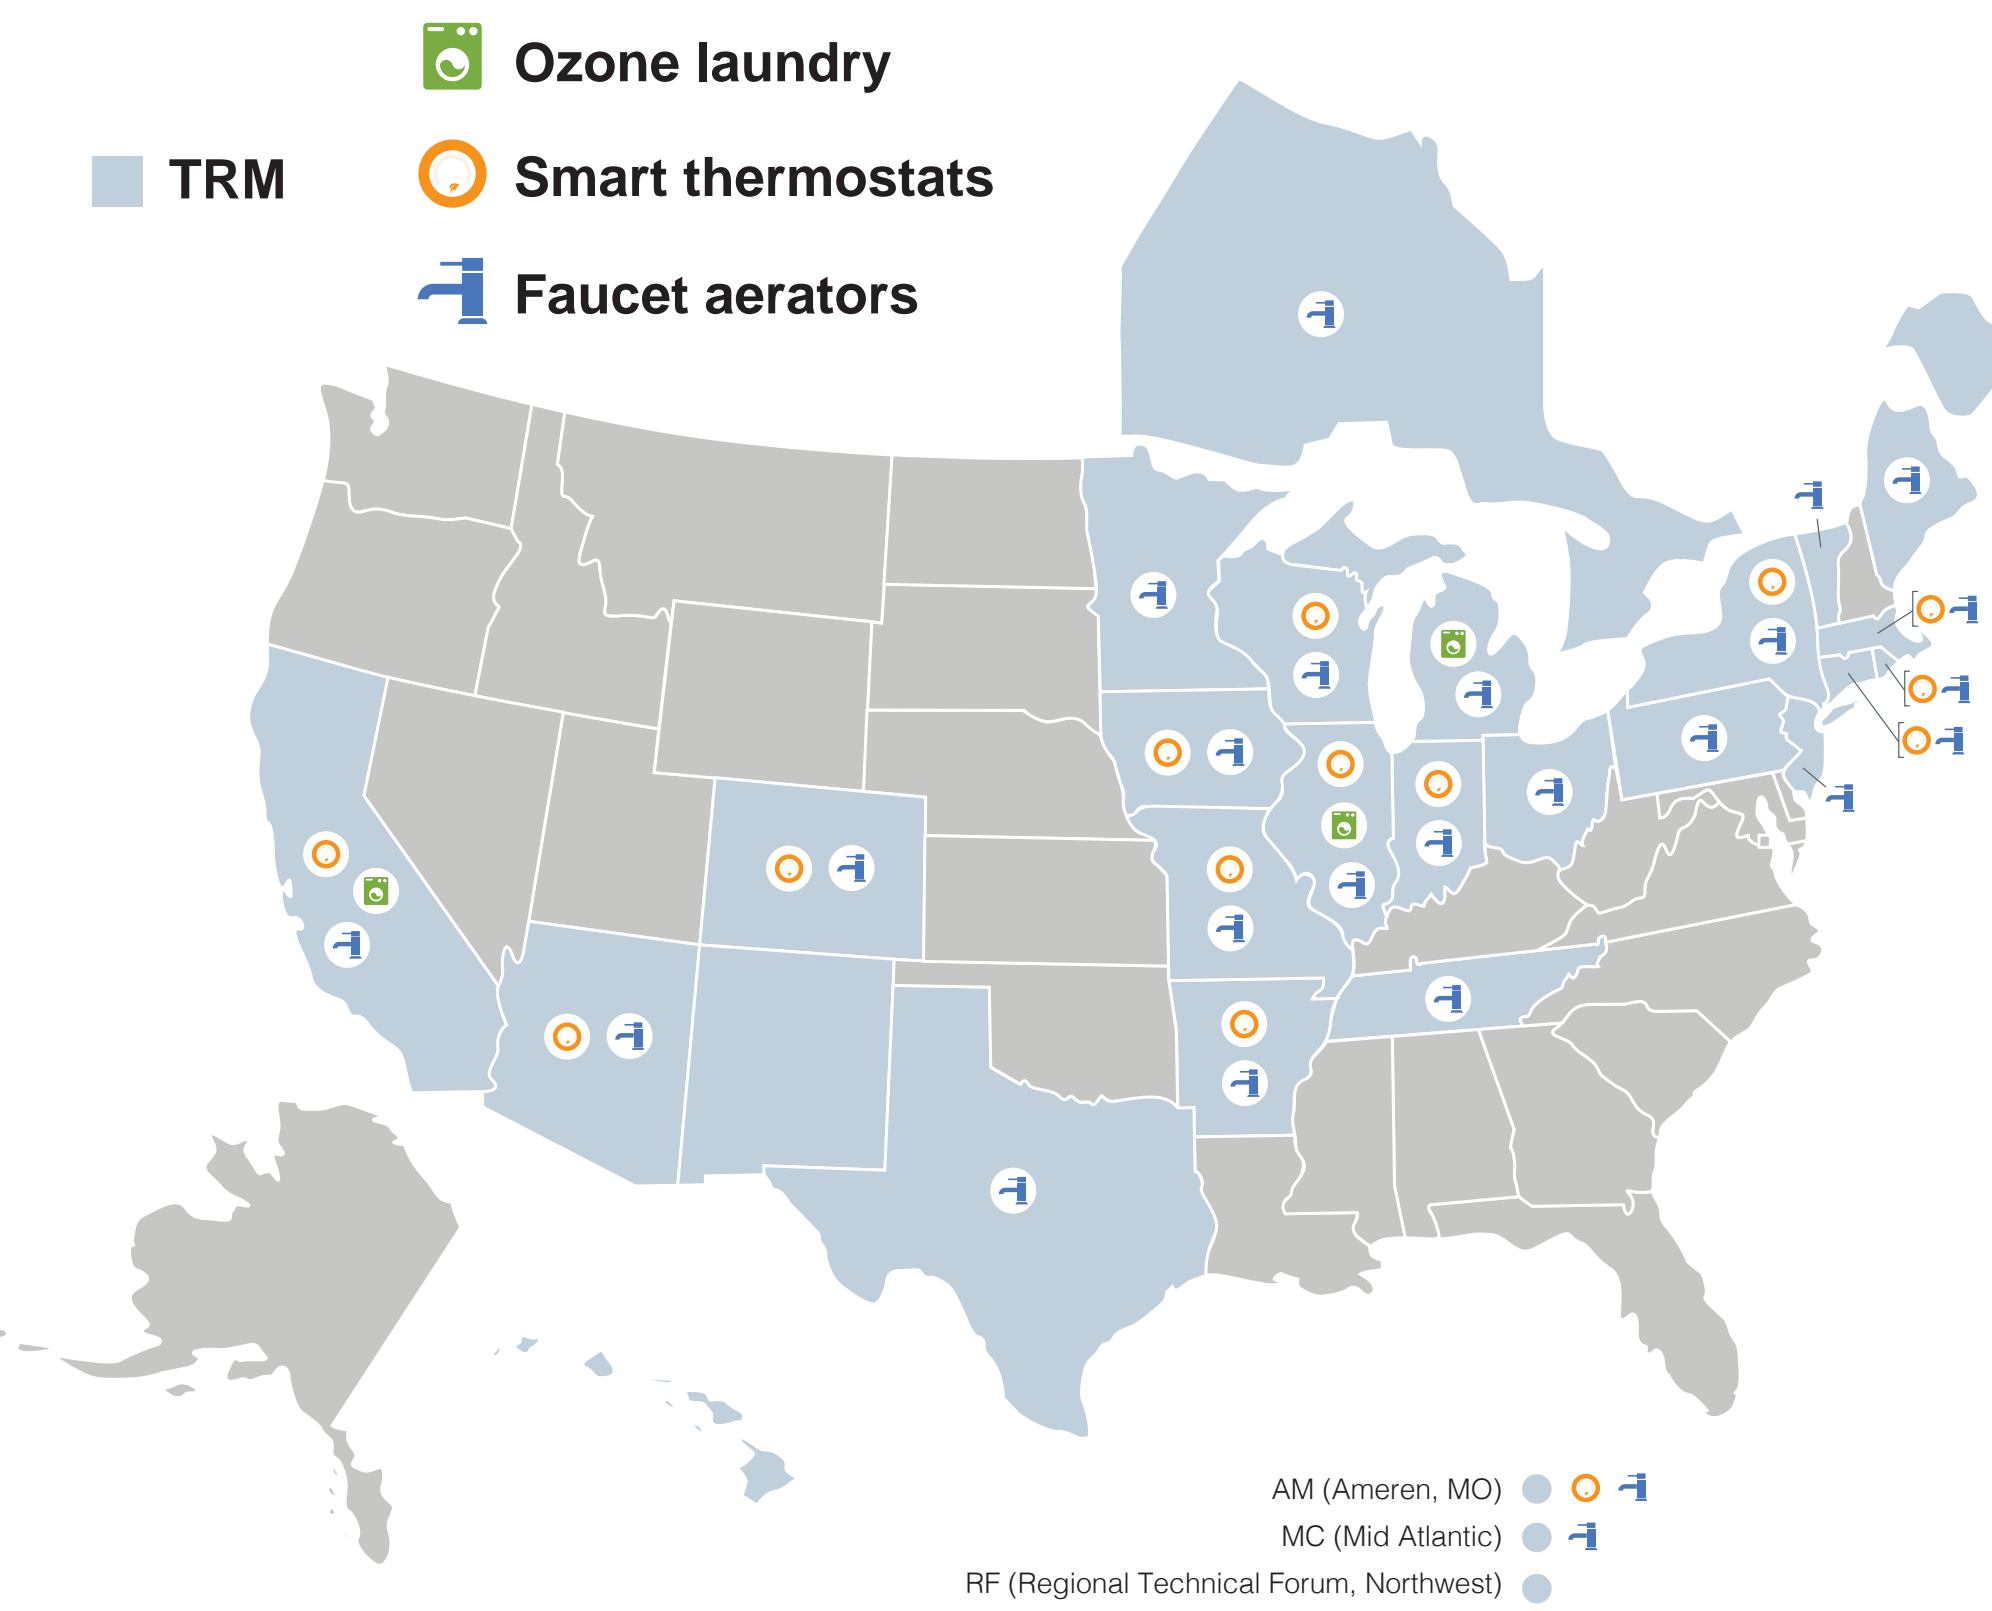 Ozone laundry
TRM
Smart thermostats
Faucet aerators
AM (Ameren, MO)
MC (Mid Atlantic)
RF (Regional Technical Forum, Northwest)